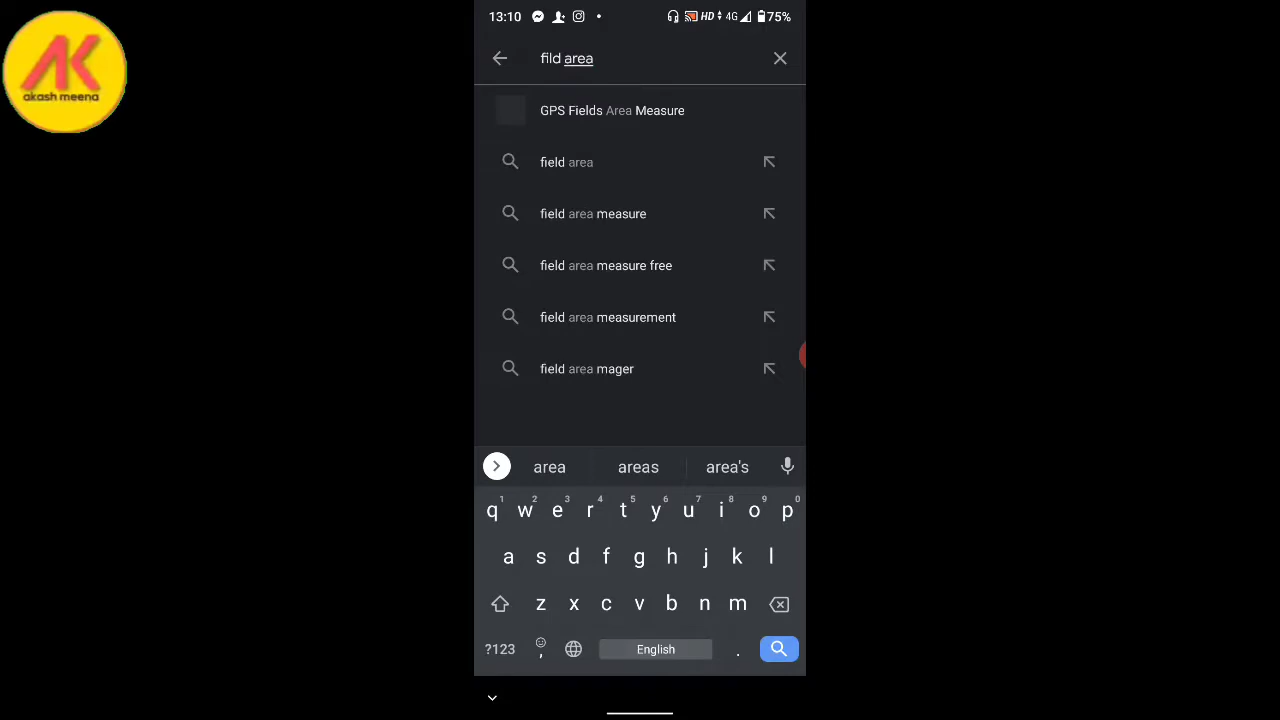 AK
akash meena
13:10 HD 4G 75%
fild area
GPS Fields Area Measure
field area
field area measure
field area measure free
field area measurement
field area mager
area areas area's
1 2 3 4 5 6 7 8 9 0
q w e r t y u i o p
a s d f g h j k l
z x c v b n m
?123 , English .